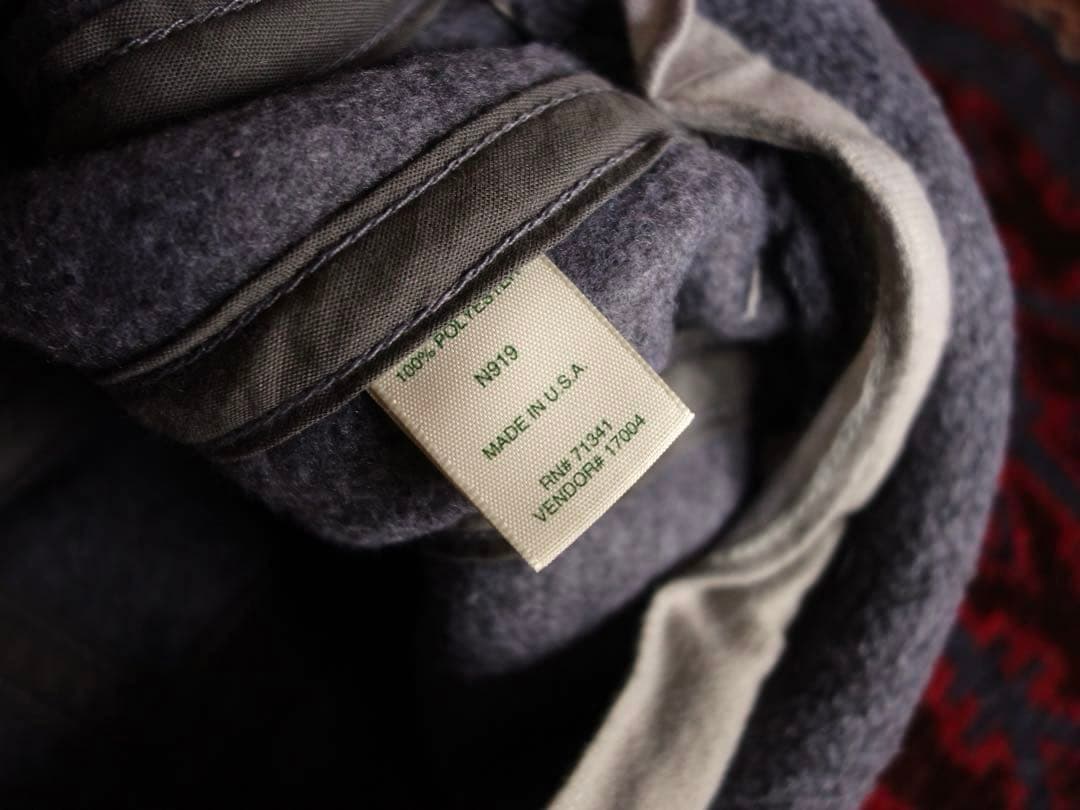 100% POLYESTER
N919
MADE IN U.S.A
RN# 71341
VENDOR# 17004